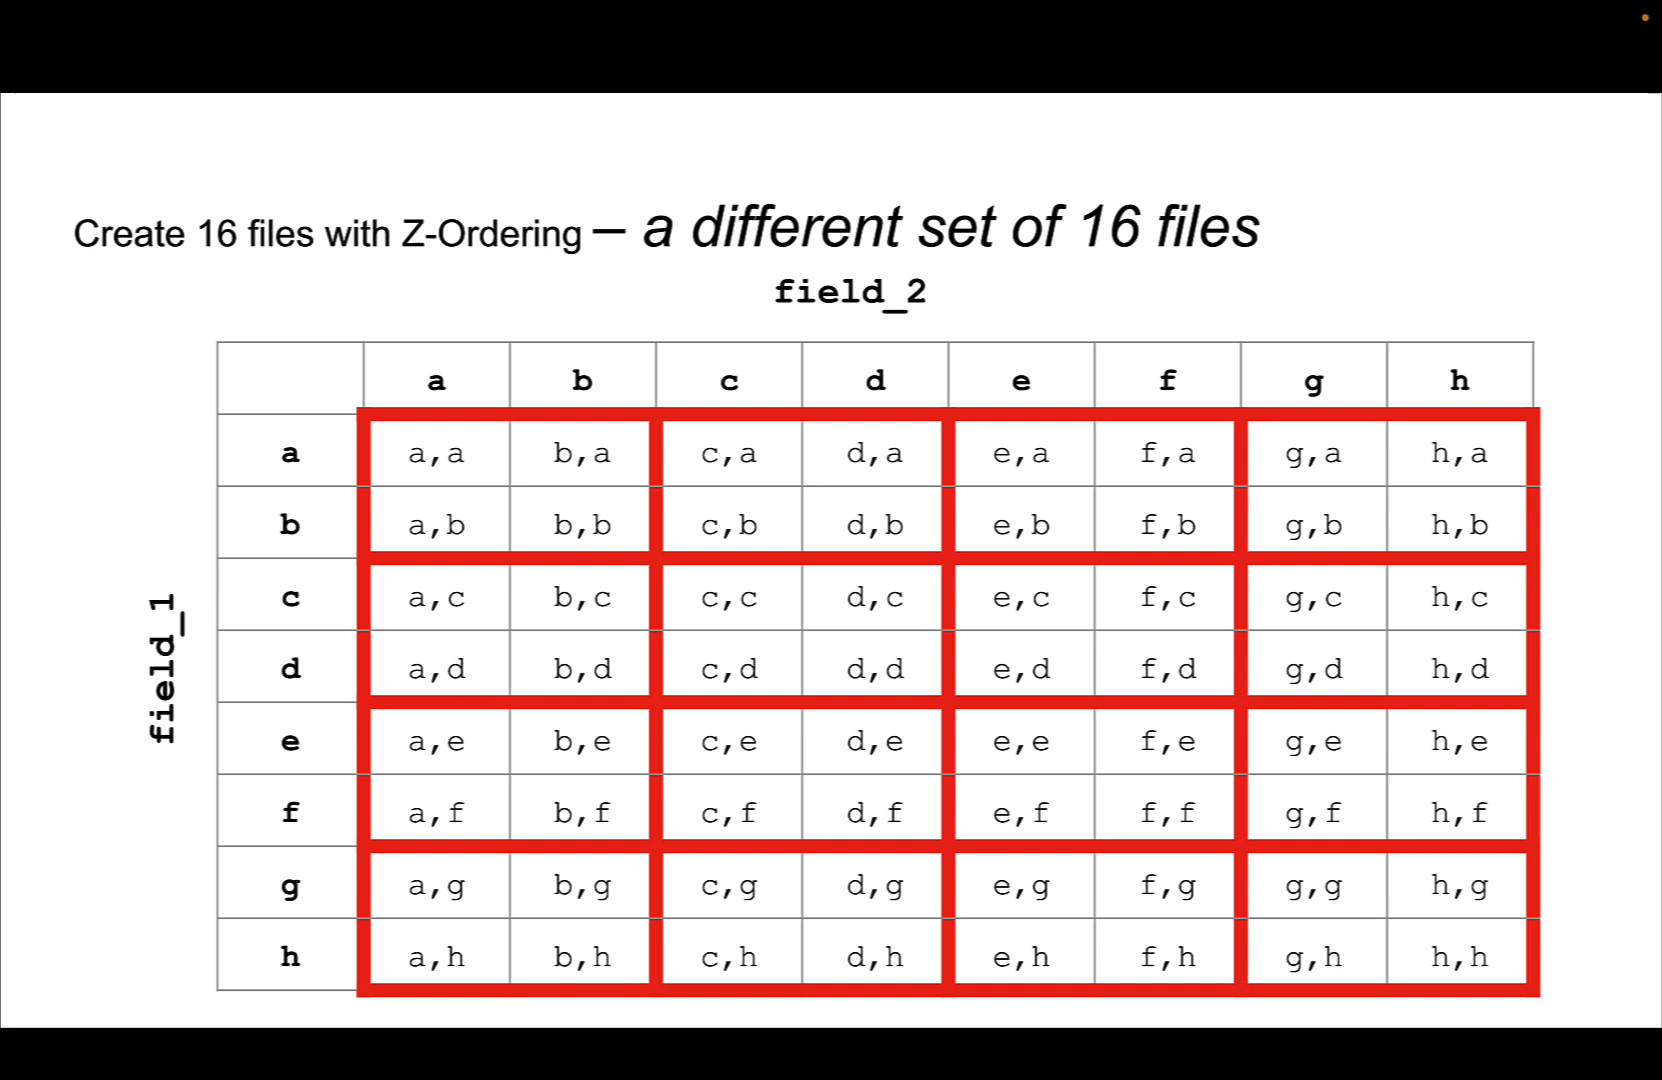 Create 16 files with Z-Ordering – a different set of 16 files
field_2
a b c d e f g h
field_1
a a,a b,a c,a d,a e,a f,a g,a h,a
b a,b b,b c,b d,b e,b f,b g,b h,b
c a,c b,c c,c d,c e,c f,c g,c h,c
d a,d b,d c,d d,d e,d f,d g,d h,d
e a,e b,e c,e d,e e,e f,e g,e h,e
f a,f b,f c,f d,f e,f f,f g,f h,f
g a,g b,g c,g d,g e,g f,g g,g h,g
h a,h b,h c,h d,h e,h f,h g,h h,h